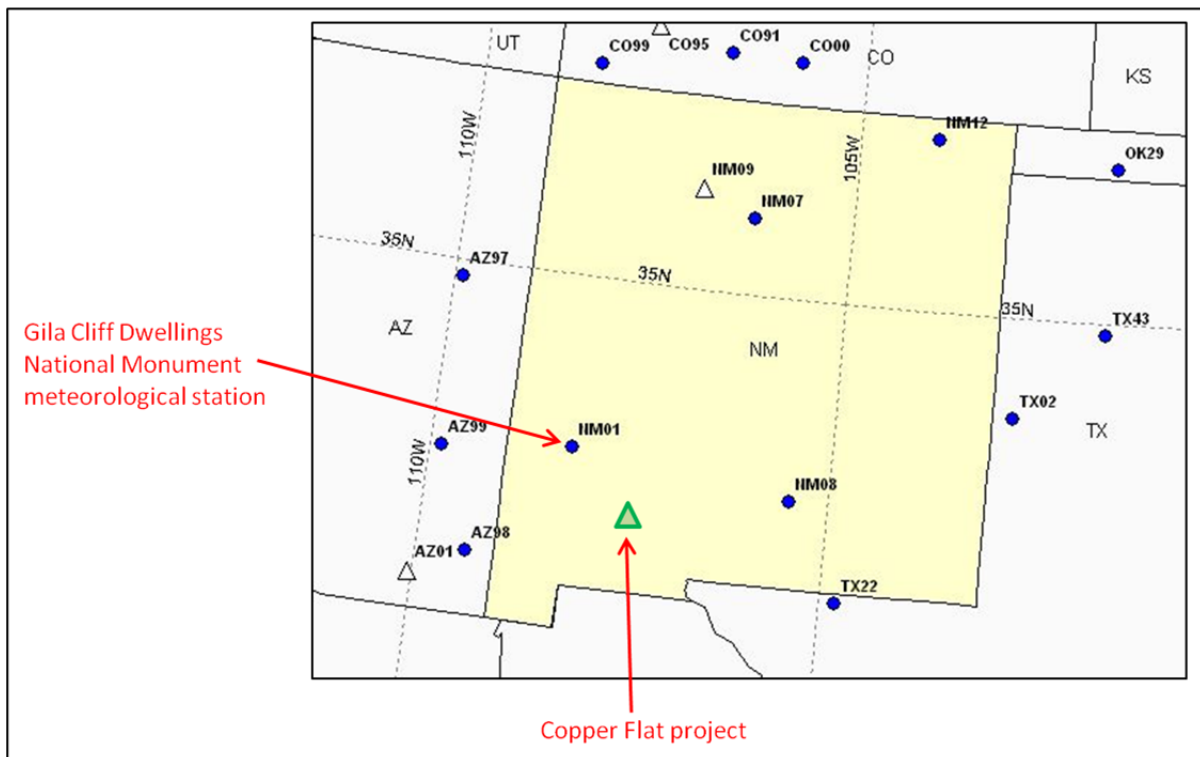 UT
CO99
CO95
CO91
CO00
CO
KS
110W
NM12
OK29
105W
NM09
NM07
35N
AZ97
35N
35N
TX43
Gila Cliff Dwellings
National Monument
meteorological station
AZ
NM
TX02
TX
AZ99
NM01
110W
NM08
AZ98
AZ01
TX22
Copper Flat project